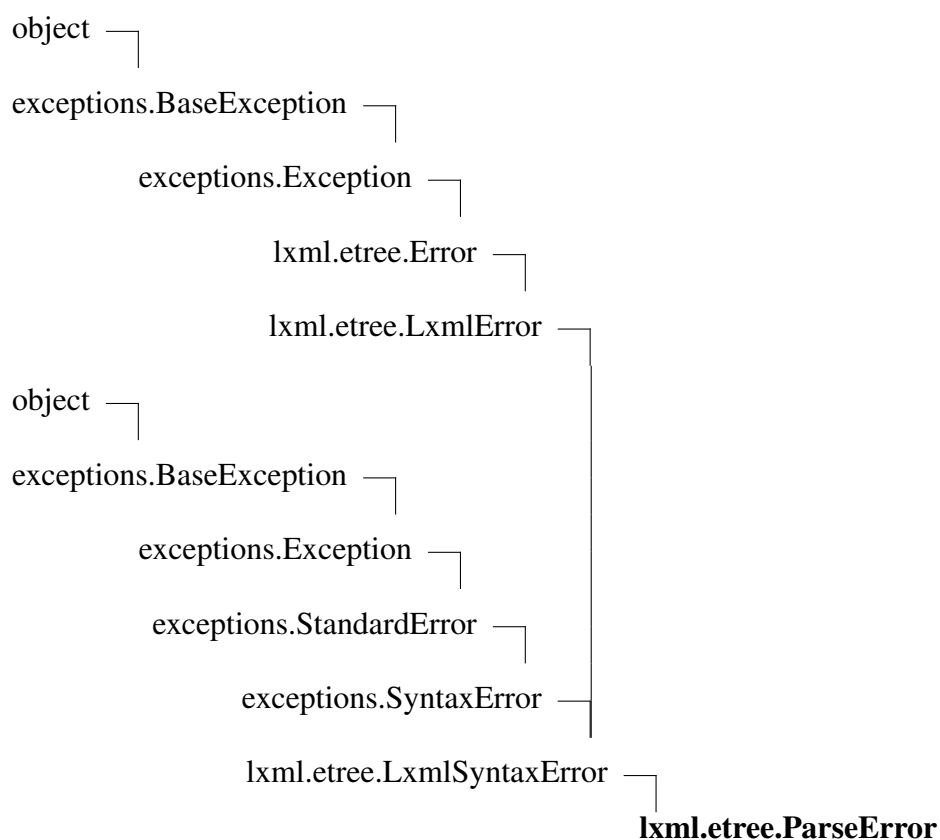 object
exceptions.BaseException
exceptions.Exception
lxml.etree.Error
lxml.etree.LxmlError
object
exceptions.BaseException
exceptions.Exception
exceptions.StandardError
exceptions.SyntaxError
lxml.etree.LxmlSyntaxError
lxml.etree.ParseError